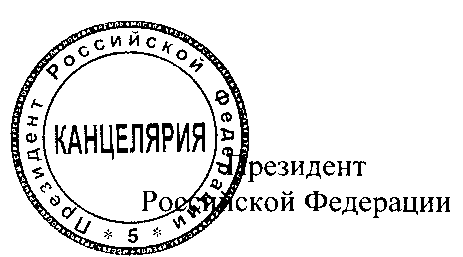 Президент Российской Федерации
КАНЦЕЛЯРИЯ
* 5 *
Президент
Российской Федерации